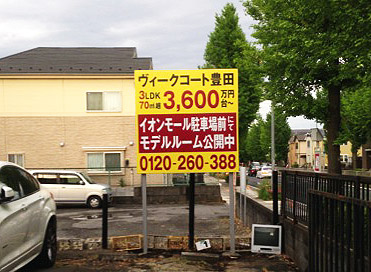 ヴィークコート豊田
3LDK
70㎡超
3,600万円台～
イオンモール駐車場前にて
モデルルーム公開中
0120-260-388